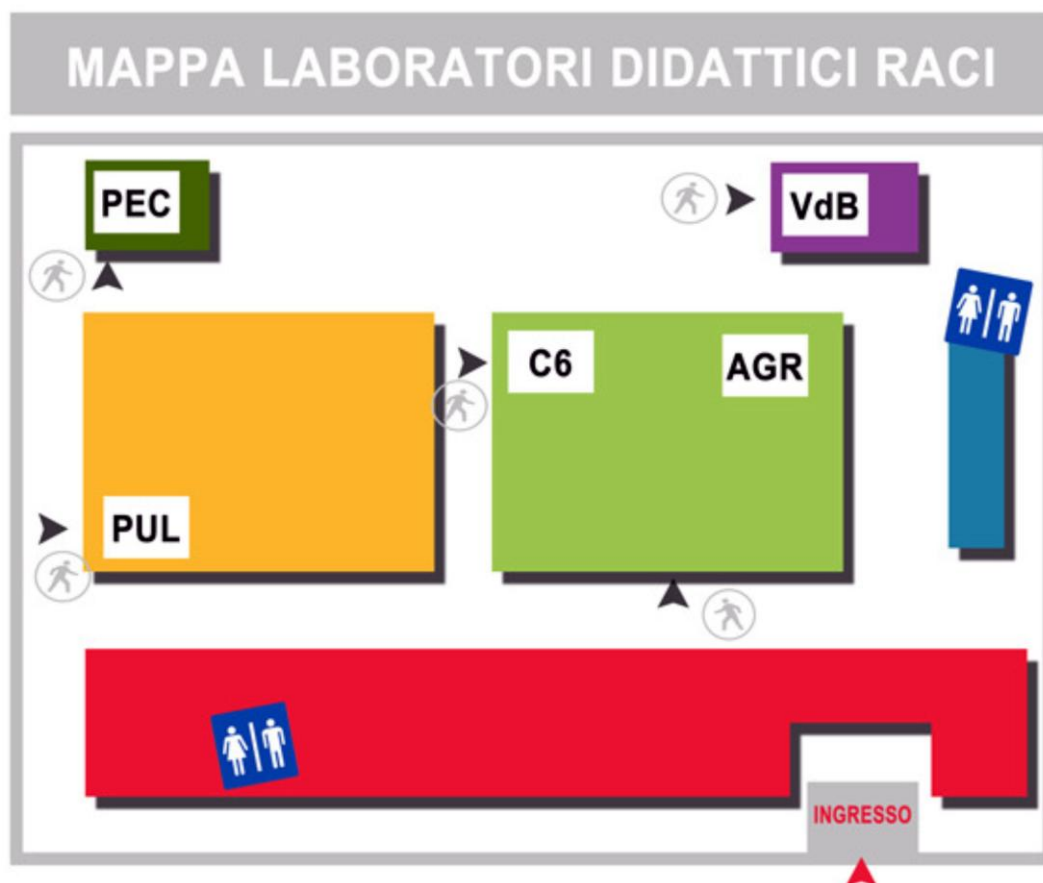 MAPPA LABORATORI DIDATTICI RACI
PEC
VdB
C6
AGR
PUL
INGRESSO